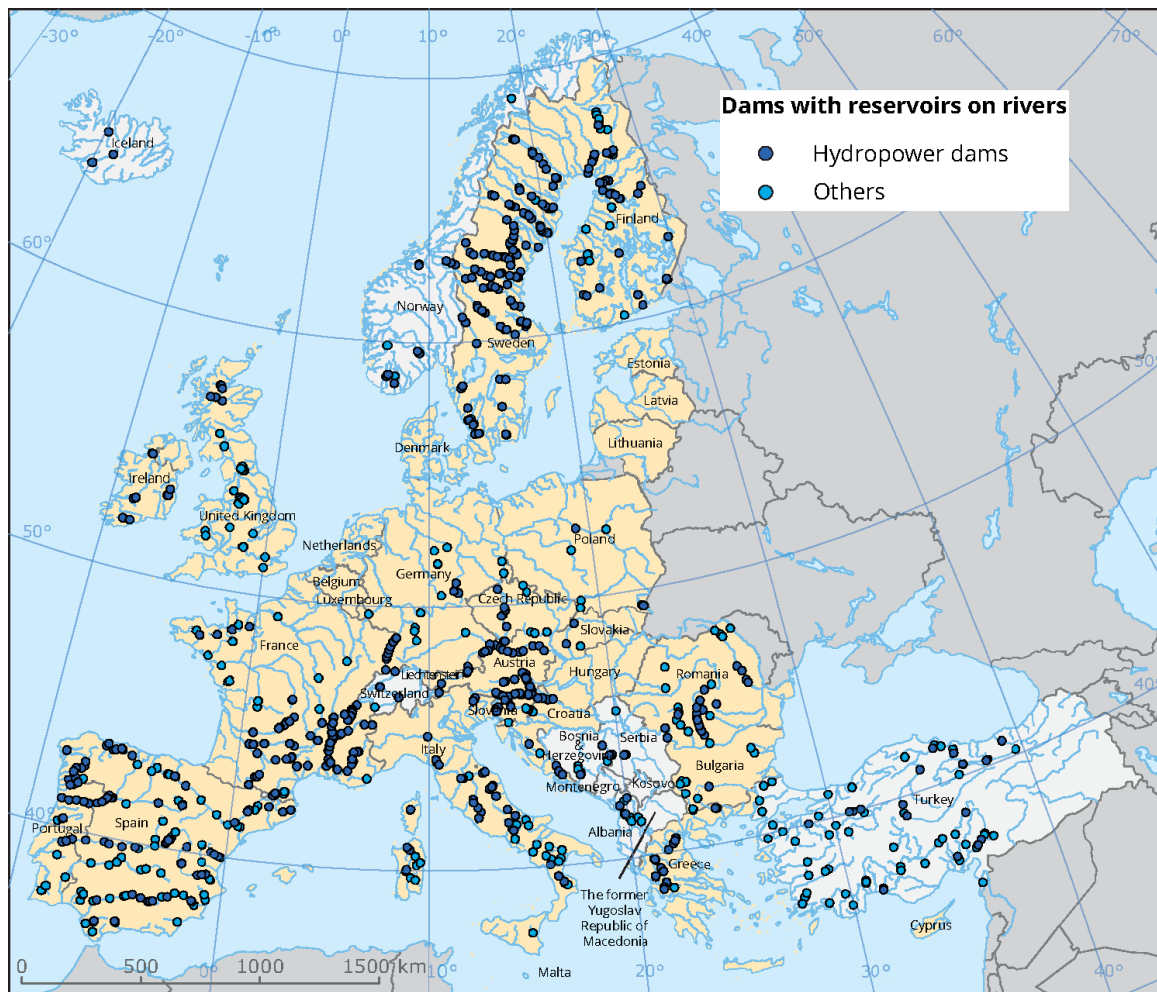 -30°
-20°
-10°
0°
10°
20°
30°
50°
60°
70°
Dams with reservoirs on rivers
Hydropower dams
Others
Iceland
Finland
60°
Norway
Sweden
50°
Estonia
Latvia
Lithuania
Denmark
Ireland
United Kingdom
50°
Netherlands
Poland
Belgium
Germany
Luxembourg
Czech Republic
France
Slovakia
Austria
Liechtenstein
Hungary
Romania
Switzerland
40°
Slovenia
Croatia
Italy
Bosnia
&
Herzegovina
Serbia
Bulgaria
Kosovo
Montenegro
Turkey
40°
Portugal
Spain
Albania
Greece
The former
Yugoslav
Republic of
Macedonia
Cyprus
0
500
1000
1500 km
10°
Malta
20°
30°
40°